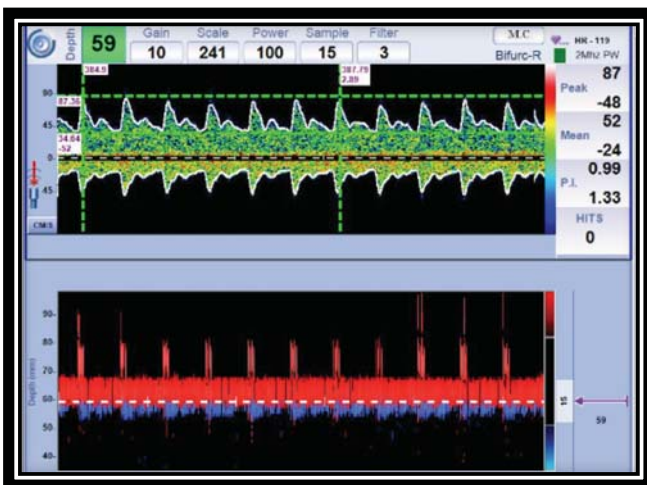 Depth 59 Gain Scale Power Sample Filter
10 241 100 15 3
M.C
Bifurc-R
HR - 119
2Mhz PW
384.9
387.79
2.89
90-
87.36
45-
34.64
-52
0-
45-
CM/S
Peak 87
-48
Mean 52
-24
P.I. 0.99
1.33
HITS
0
Depth (mm)
90-
80-
70-
60-
50-
40-
15
59